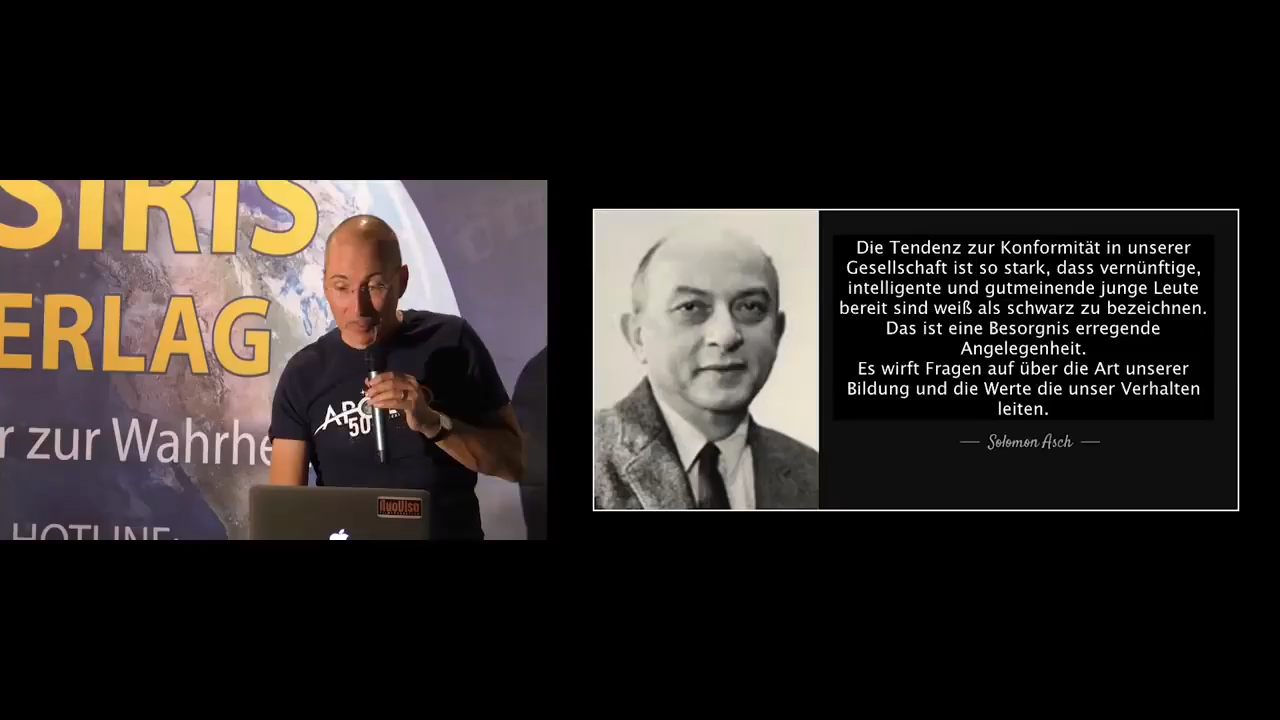 SIRIS
ERLAG
r zur Wahrhe
HOTLINE:
50
NuoViso
Die Tendenz zur Konformität in unserer
Gesellschaft ist so stark, dass vernünftige,
intelligente und gutmeinende junge Leute
bereit sind weiß als schwarz zu bezeichnen.
Das ist eine Besorgnis erregende
Angelegenheit.
Es wirft Fragen auf über die Art unserer
Bildung und die Werte die unser Verhalten
leiten.
Solomon Asch